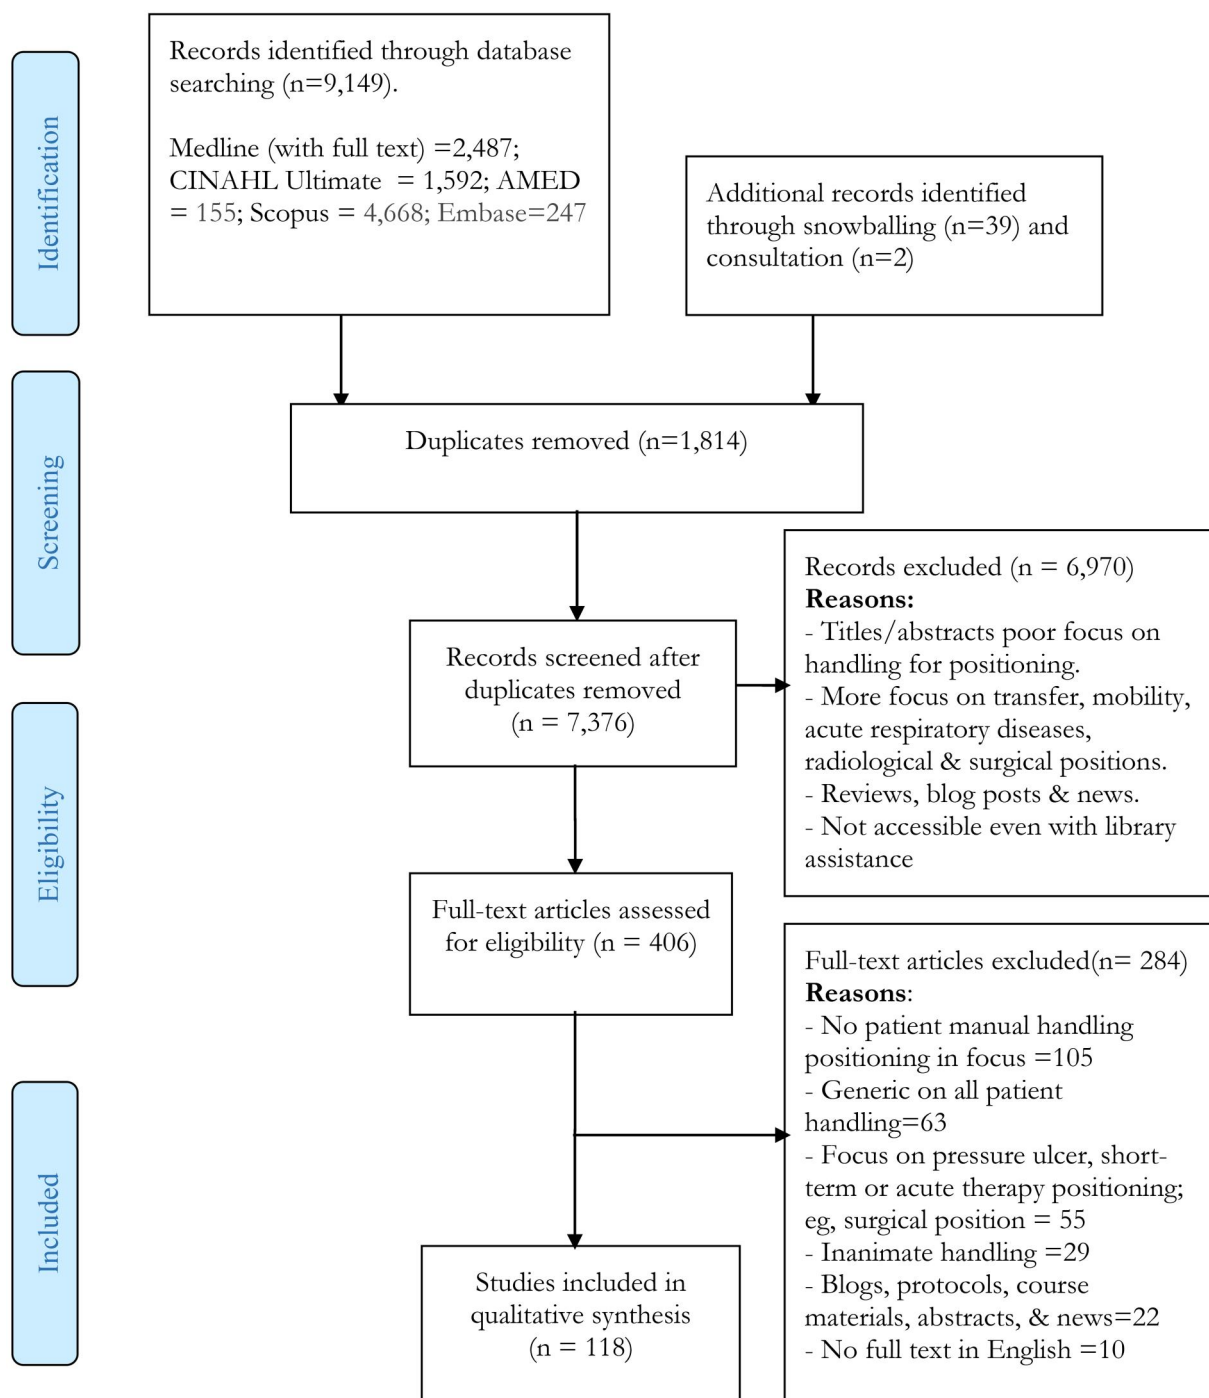 Identification
Records identified through database
searching (n=9,149).
Medline (with full text) =2,487;
CINAHL Ultimate = 1,592; AMED
= 155; Scopus = 4,668; Embase=247
Additional records identified
through snowballing (n=39) and
consultation (n=2)
Screening
Duplicates removed (n=1,814)
Records screened after
duplicates removed
(n = 7,376)
Records excluded (n = 6,970)
Reasons:
- Titles/abstracts poor focus on
handling for positioning.
- More focus on transfer, mobility,
acute respiratory diseases,
radiological & surgical positions.
- Reviews, blog posts & news.
- Not accessible even with library
assistance
Eligibility
Full-text articles assessed
for eligibility (n = 406)
Full-text articles excluded(n= 284)
Reasons:
- No patient manual handling
positioning in focus =105
- Generic on all patient
handling=63
- Focus on pressure ulcer, short-
term or acute therapy positioning;
eg, surgical position = 55
- Inanimate handling =29
- Blogs, protocols, course
materials, abstracts, & news=22
- No full text in English =10
Included
Studies included in
qualitative synthesis
(n = 118)